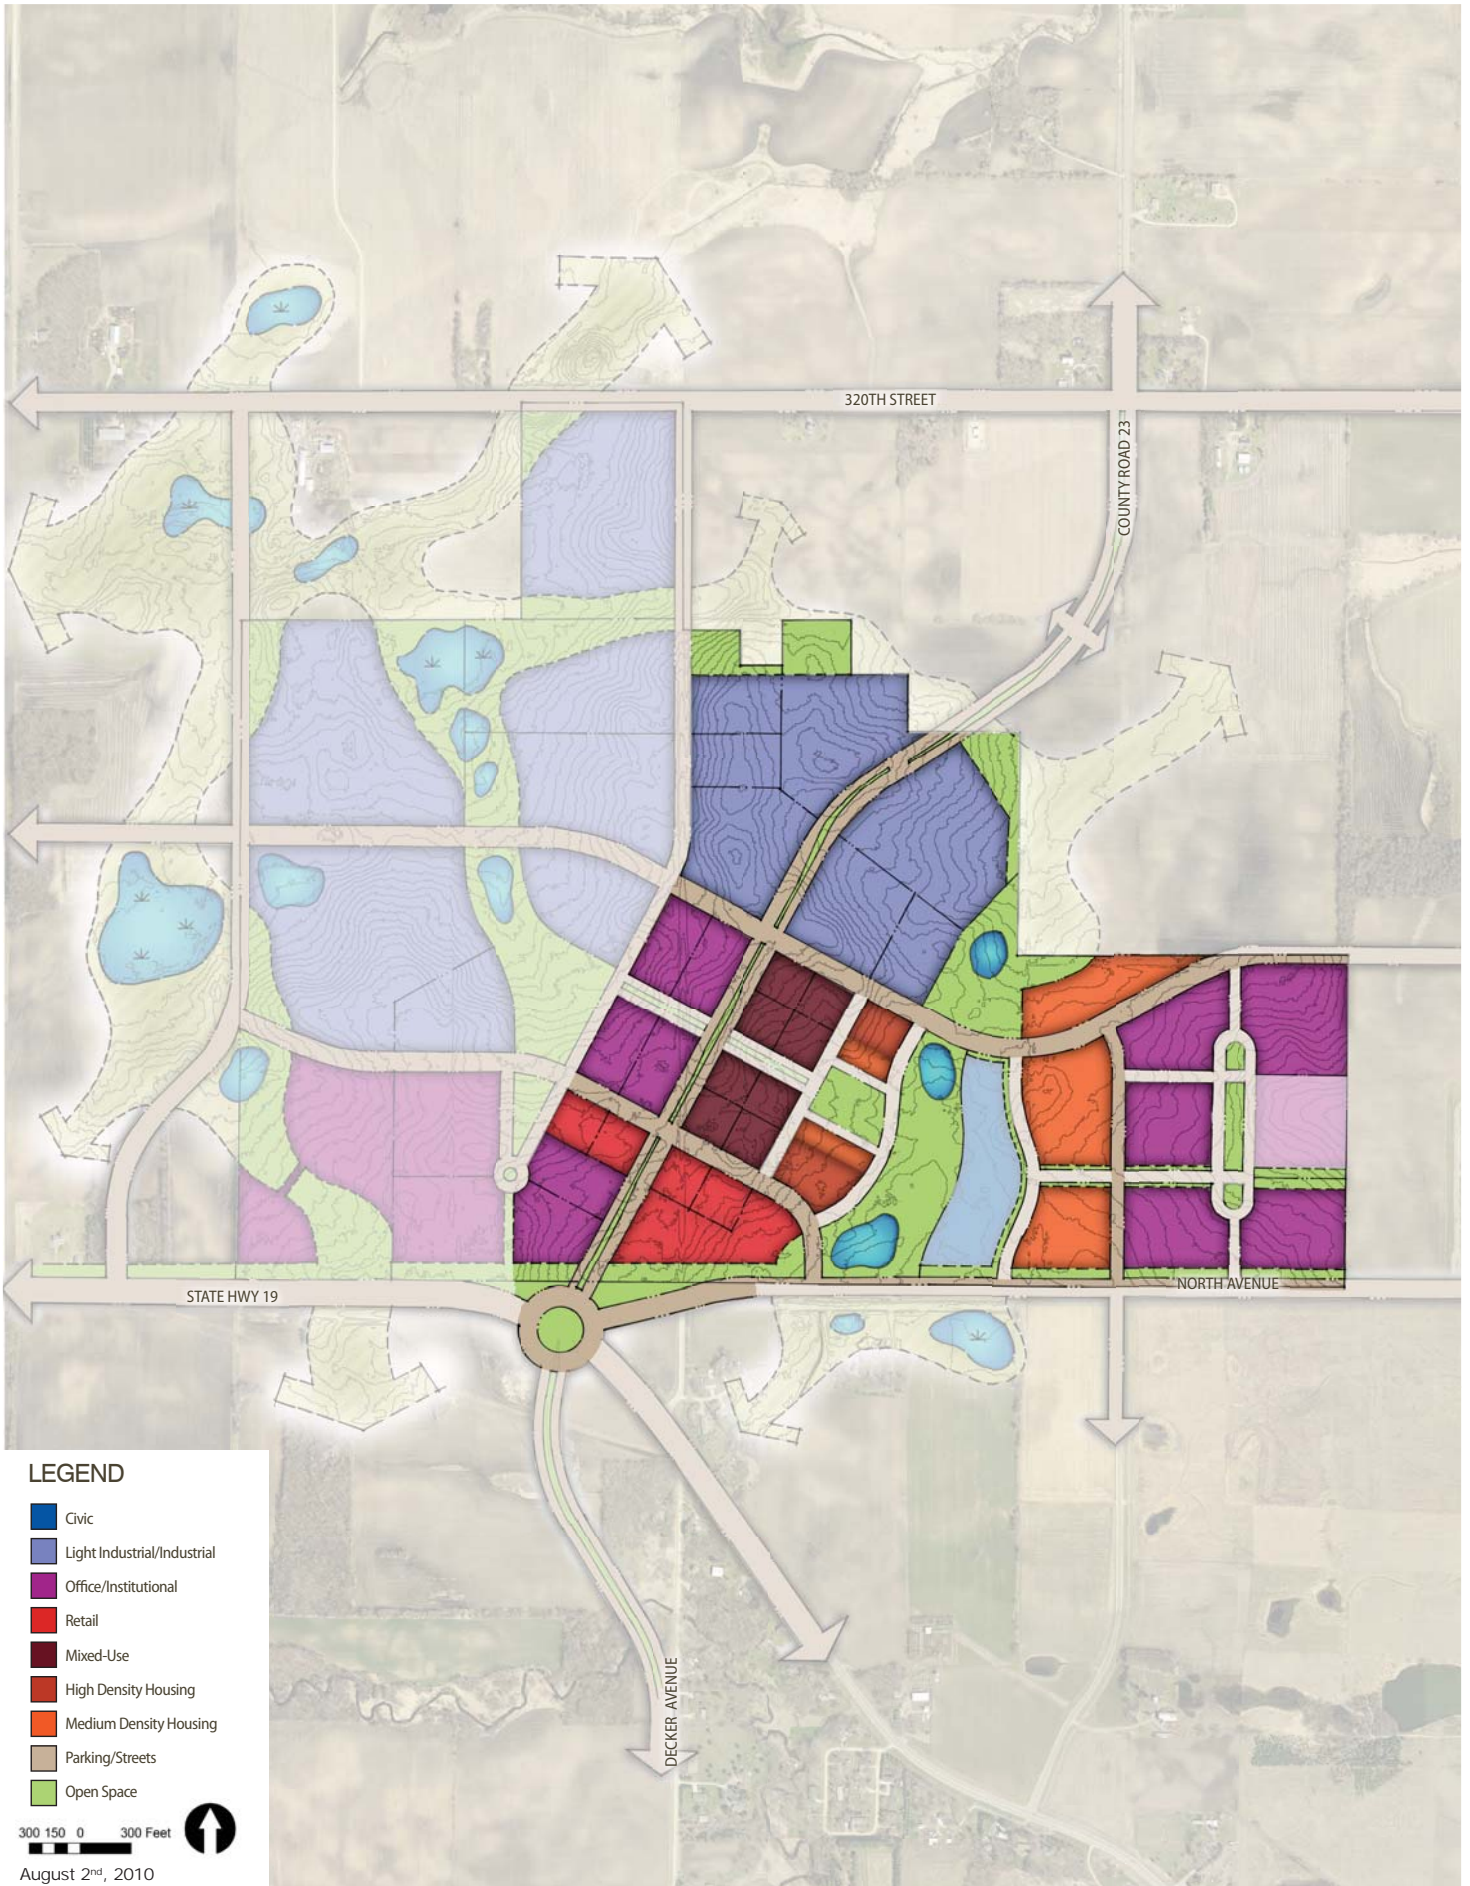 320TH STREET
COUNTY ROAD 23
STATE HWY 19
NORTH AVENUE
DECKER AVENUE
LEGEND
Civic
Light Industrial/Industrial
Office/Institutional
Retail
Mixed-Use
High Density Housing
Medium Density Housing
Parking/Streets
Open Space
300 150 0 300 Feet
August 2nd, 2010